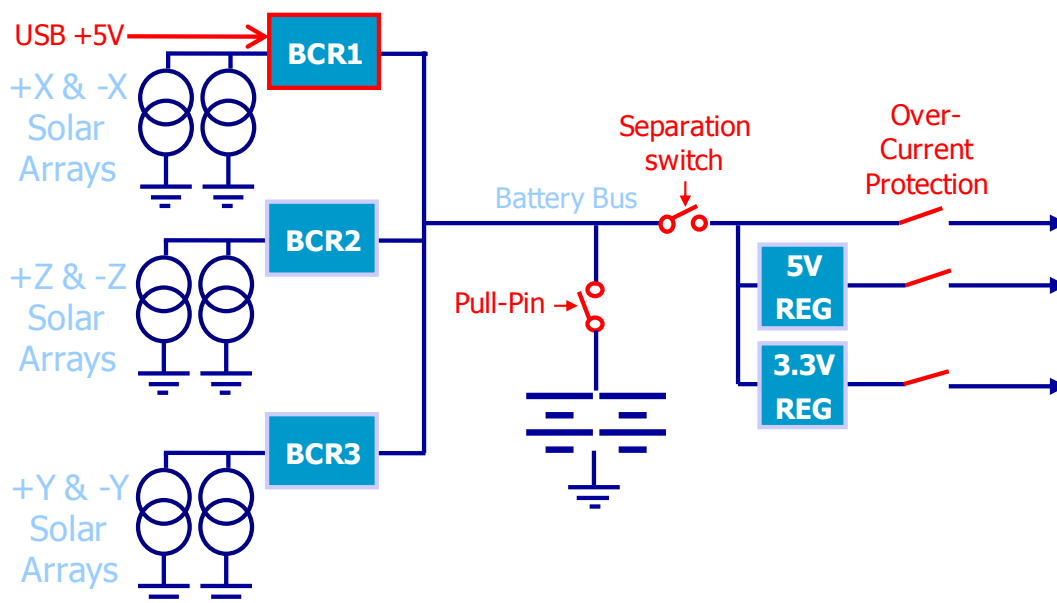 USB +5V
BCR1
+X & -X
Solar
Arrays
BCR2
+Z & -Z
Solar
Arrays
BCR3
+Y & -Y
Solar
Arrays
Battery Bus
Separation
switch
Pull-Pin
Over-
Current
Protection
5V
REG
3.3V
REG